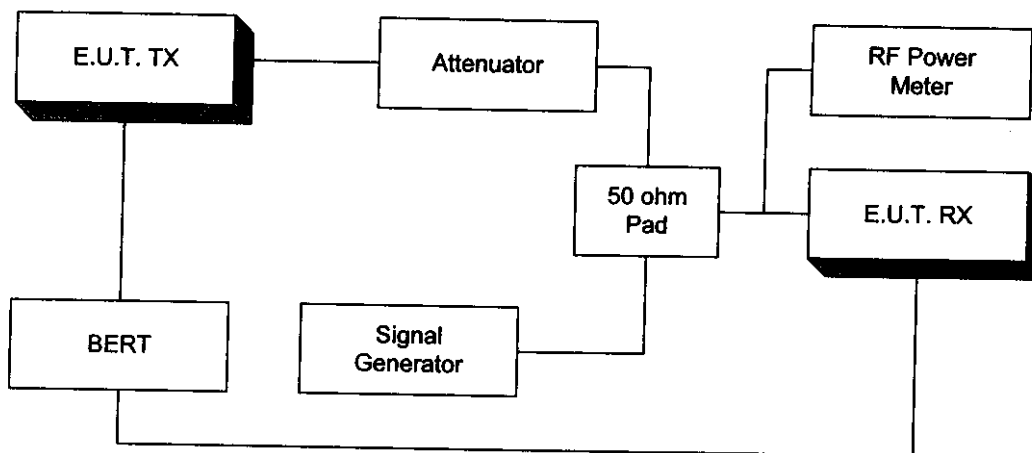 E.U.T. TX
Attenuator
RF Power
Meter
50 ohm
Pad
E.U.T. RX
BERT
Signal
Generator